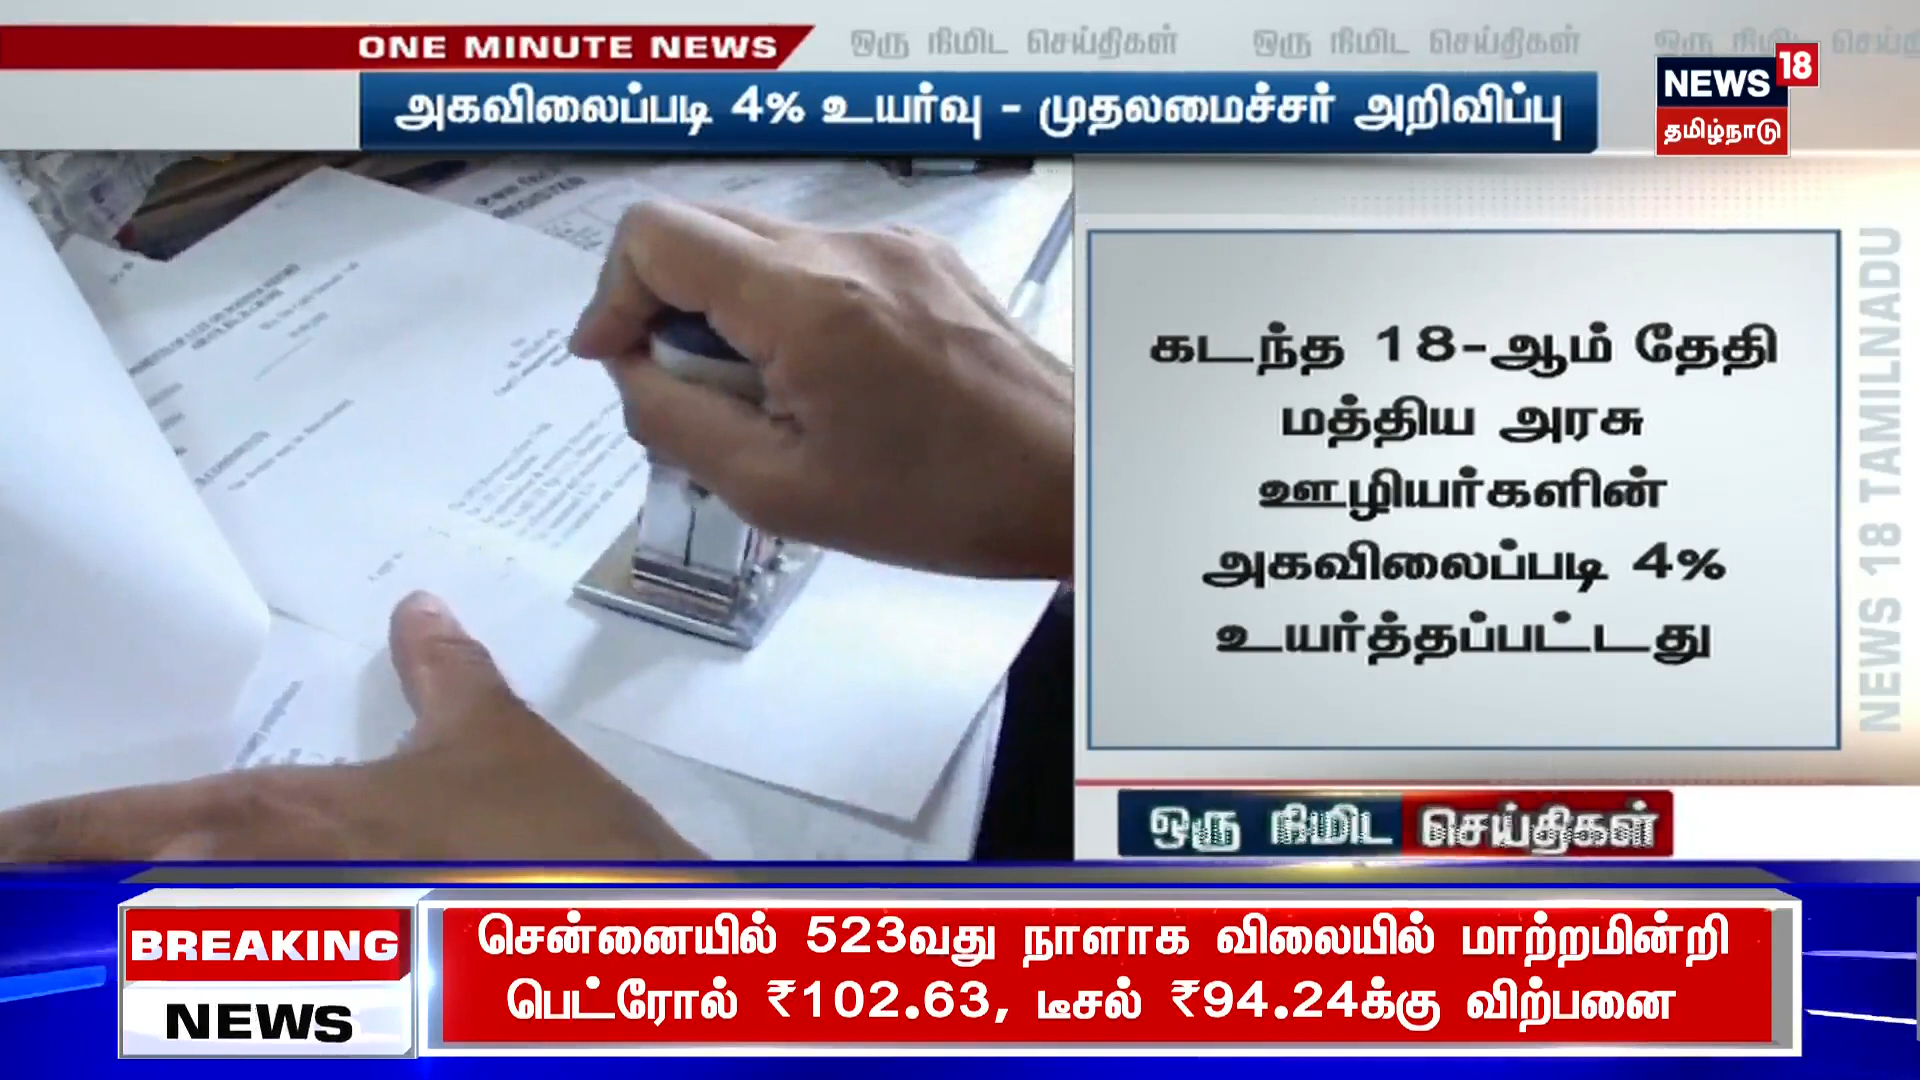 ONE MINUTE NEWS
ஒரு நிமிட செய்திகள் ஒரு நிமிட செய்திகள் ஒரு நிமிட
அகவிலைப்படி 4% உயர்வு - முதலமைச்சர் அறிவிப்பு
NEWS 18
தமிழ்நாடு
கடந்த 18-ஆம் தேதி
மத்திய அரசு
ஊழியர்களின்
அகவிலைப்படி 4%
உயர்த்தப்பட்டது
NEWS 18 TAMILNADU
ஒரு நிமிட செய்திகள்
BREAKING
NEWS
சென்னையில் 523வது நாளாக விலையில் மாற்றமின்றி
பெட்ரோல் ₹102.63, டீசல் ₹94.24க்கு விற்பனை